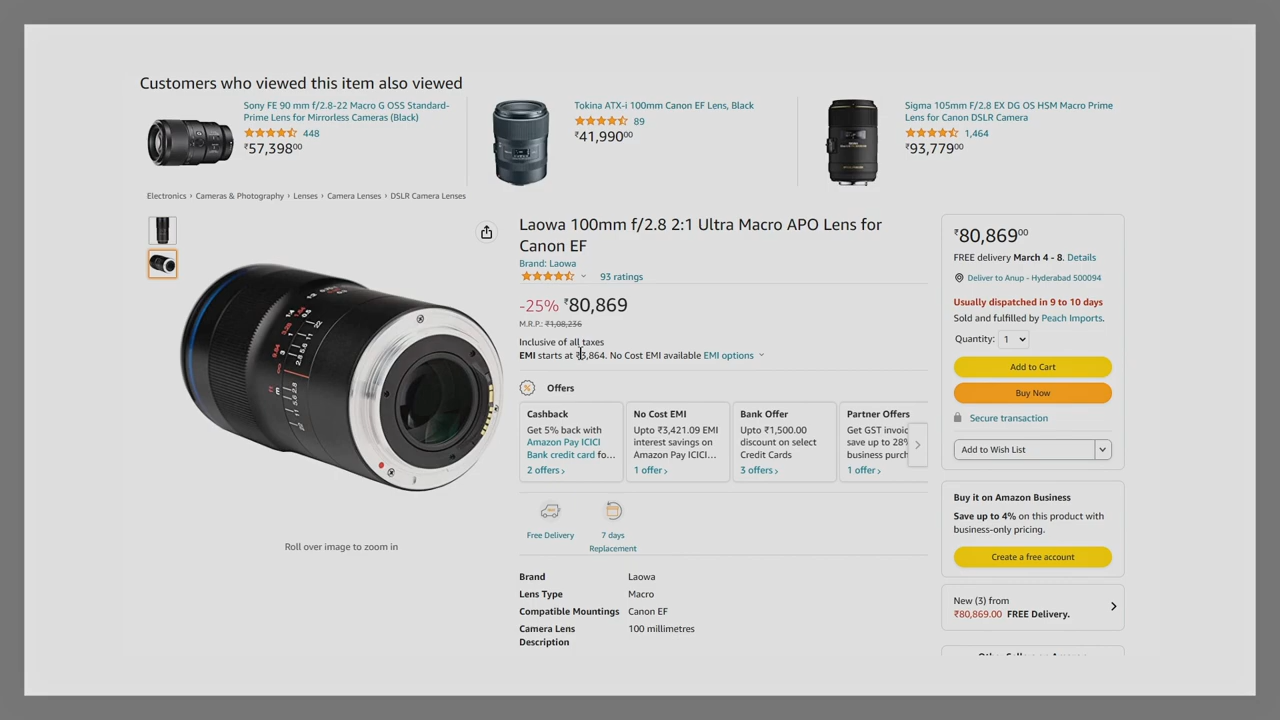 Customers who viewed this item also viewed
Sony FE 90 mm f/2.8-22 Macro G OSS Standard-
Prime Lens for Mirrorless Cameras (Black)
448
₹57,39800
Tokina ATX-i 100mm Canon EF Lens, Black
89
₹41,99000
Sigma 105mm F/2.8 EX DG OS HSM Macro Prime
Lens for Canon DSLR Camera
1,464
₹93,77900
Electronics › Cameras & Photography › Lenses › Camera Lenses › DSLR Camera Lenses
Laowa 100mm f/2.8 2:1 Ultra Macro APO Lens for
Canon EF
Brand: Laowa
93 ratings
-25% ₹80,869
M.R.P.: ₹1,08,236
Inclusive of all taxes
EMI starts at ₹3,864. No Cost EMI available EMI options
Offers
Cashback
Get 5% back with
Amazon Pay ICICI
Bank credit card fo...
2 offers ›
No Cost EMI
Upto ₹3,421.09 EMI
interest savings on
Amazon Pay ICICI...
1 offer ›
Bank Offer
Upto ₹1,500.00
discount on select
Credit Cards
3 offers ›
Partner Offers
Get GST invoic
save up to 28%
business purch
1 offer ›
Free Delivery
7 days
Replacement
Roll over image to zoom in
Brand Laowa
Lens Type Macro
Compatible Mountings Canon EF
Camera Lens 100 millimetres
Description
₹80,86900
FREE delivery March 4 - 8. Details
Deliver to Anup - Hyderabad 500094
Usually dispatched in 9 to 10 days
Sold and fulfilled by Peach Imports.
Quantity: 1
Add to Cart
Buy Now
Secure transaction
Add to Wish List
Buy it on Amazon Business
Save up to 4% on this product with
business-only pricing.
Create a free account
New (3) from
₹80,869.00 FREE Delivery.